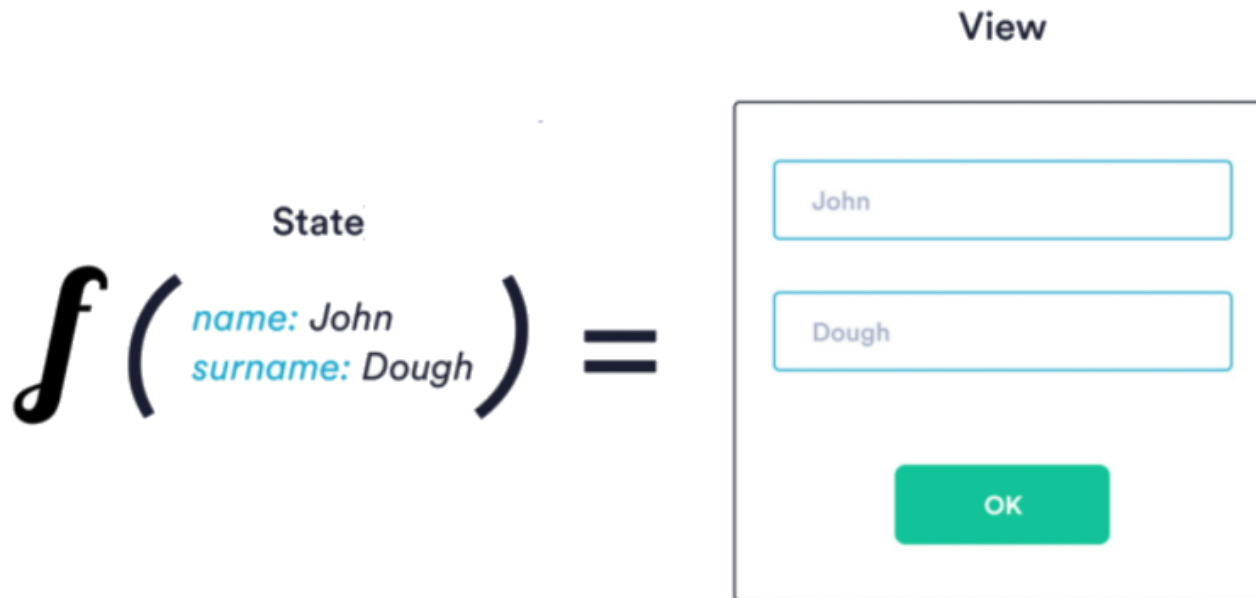 View
State
f ( name: John
surname: Dough ) =
John
Dough
OK